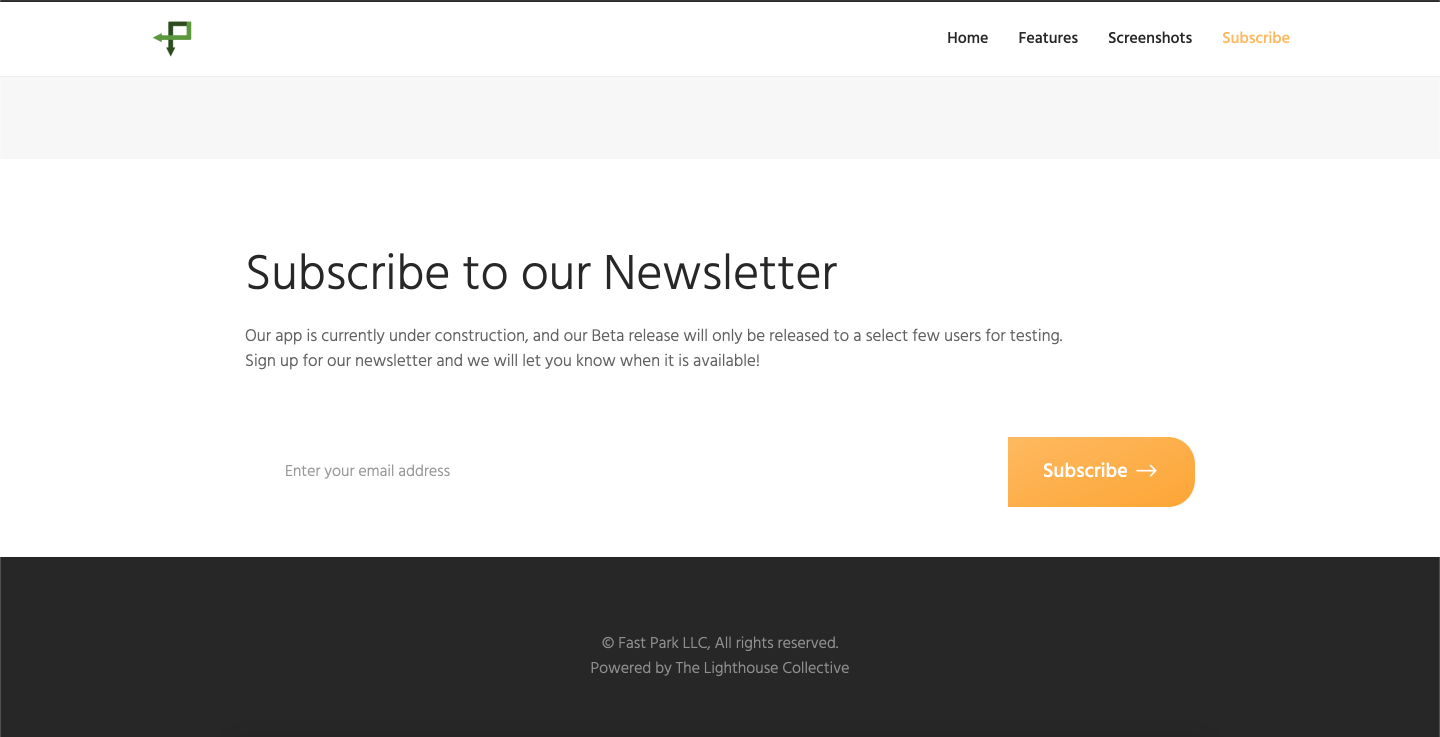 Home Features Screenshots Subscribe
Subscribe to our Newsletter
Our app is currently under construction, and our Beta release will only be released to a select few users for testing.
Sign up for our newsletter and we will let you know when it is available!
Enter your email address
Subscribe →
© Fast Park LLC, All rights reserved.
Powered by The Lighthouse Collective